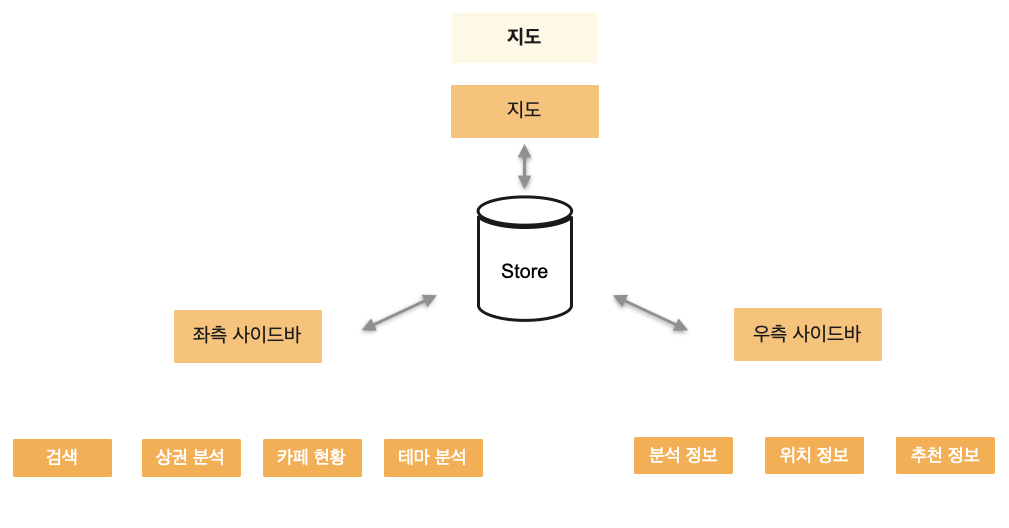 지도
지도
Store
좌측 사이드바
우측 사이드바
검색
상권 분석
카페 현황
테마 분석
분석 정보
위치 정보
추천 정보